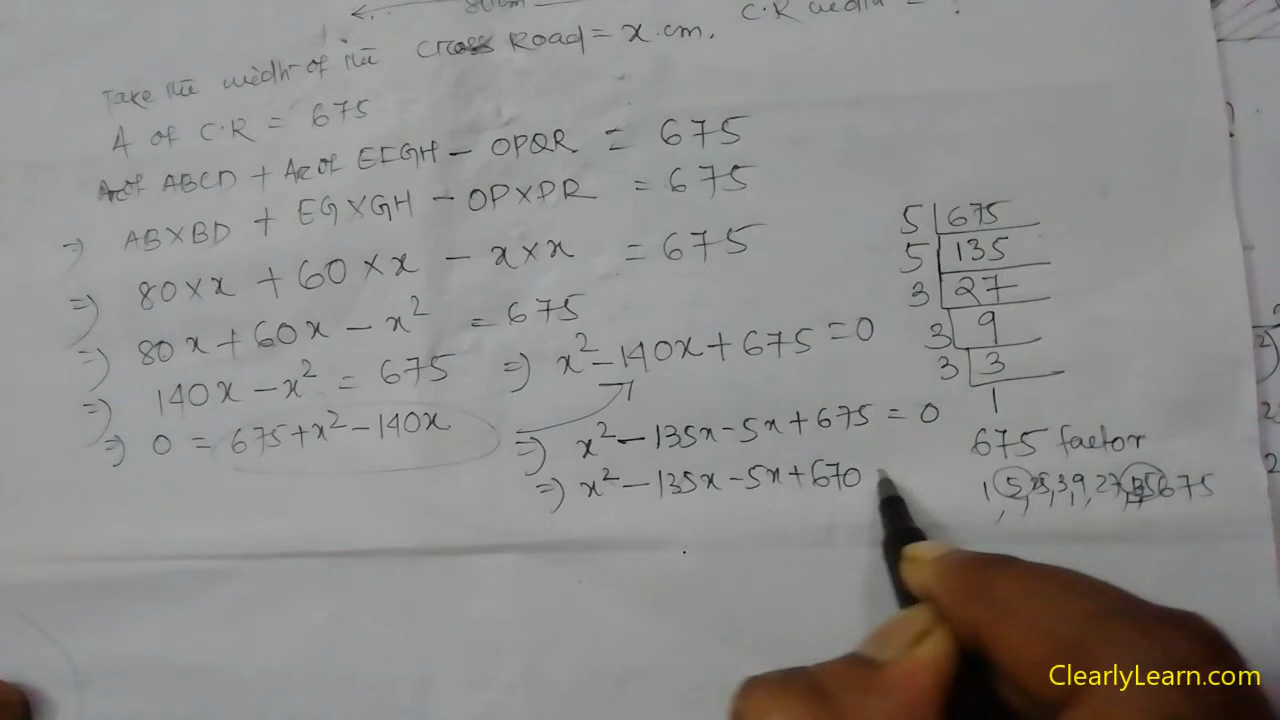 80cm
Take the width of the Cross Road = x.cm.
C.R width = ?
A of C.R = 675
Ar of ABCD + Ar of EFGH - OPQR = 675
=) AB×BD + EG×GH - OP×PR = 675
=) 80×x + 60×x - x×x = 675
=) 80x + 60x - x² = 675
=) 140x - x² = 675
=) 0 = 675+x²-140x
=) x²-140x+675=0
=) x²-135x-5x+675=0
=) x²-135x-5x+670
5 675
5 135
3 27
3 9
3 3
1
675 factor
1, 5, 25, 3, 9, 27, 135, 675
ClearlyLearn.com